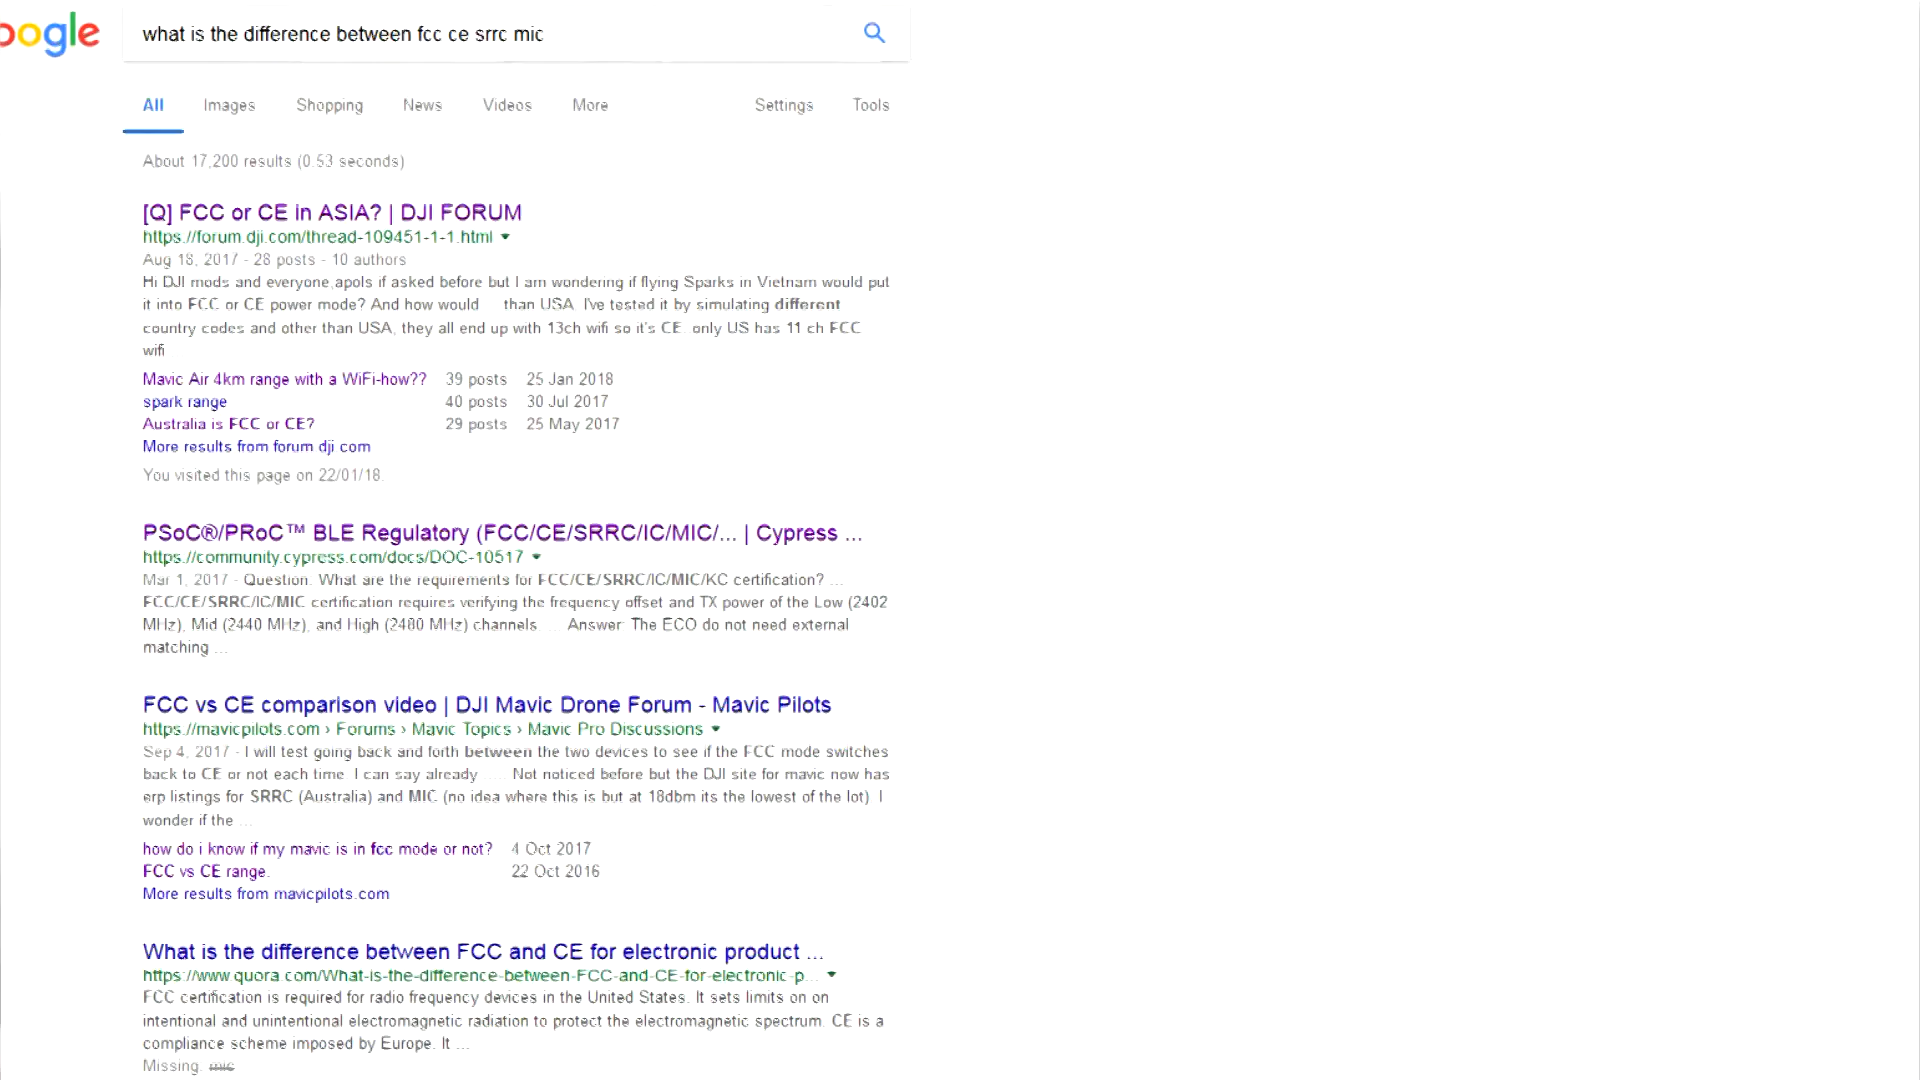 oogle
what is the difference between fcc ce srrc mic
All Images Shopping News Videos More Settings Tools
About 17,200 results (0.53 seconds)
[Q] FCC or CE in ASIA? | DJI FORUM
https://forum.dji.com/thread-109451-1-1.html
Aug 18, 2017 - 28 posts - 10 authors
Hi DJI mods and everyone,apols if asked before but I am wondering if flying Sparks in Vietnam would put
it into FCC or CE power mode? And how would ... than USA. I've tested it by simulating different
country codes and other than USA, they all end up with 13ch wifi so it's CE. only US has 11 ch FCC
wifi
Mavic Air 4km range with a WiFi-how?? 39 posts 25 Jan 2018
spark range 40 posts 30 Jul 2017
Australia is FCC or CE? 29 posts 25 May 2017
More results from forum.dji.com
You visited this page on 22/01/18.
PSoC®/PRoC™ BLE Regulatory (FCC/CE/SRRC/IC/MIC/... | Cypress ...
https://community.cypress.com/docs/DOC-10517
Mar 1, 2017 - Question: What are the requirements for FCC/CE/SRRC/IC/MIC/KC certification? ...
FCC/CE/SRRC/IC/MIC certification requires verifying the frequency offset and TX power of the Low (2402
MHz), Mid (2440 MHz), and High (2480 MHz) channels. ... Answer: The ECO do not need external
matching ...
FCC vs CE comparison video | DJI Mavic Drone Forum - Mavic Pilots
https://mavicpilots.com › Forums › Mavic Topics › Mavic Pro Discussions
Sep 4, 2017 - I will test going back and forth between the two devices to see if the FCC mode switches
back to CE or not each time. I can say already ..... Not noticed before but the DJI site for mavic now has
erp listings for SRRC (Australia) and MIC (no idea where this is but at 18dbm its the lowest of the lot). I
wonder if the ...
how do i know if my mavic is in fcc mode or not? 4 Oct 2017
FCC vs CE range. 22 Oct 2016
More results from mavicpilots.com
What is the difference between FCC and CE for electronic product ...
https://www.quora.com/What-is-the-difference-between-FCC-and-CE-for-electronic-p...
FCC certification is required for radio frequency devices in the United States. It sets limits on on
intentional and unintentional electromagnetic radiation to protect the electromagnetic spectrum. CE is a
compliance scheme imposed by Europe. It ...
Missing: mic